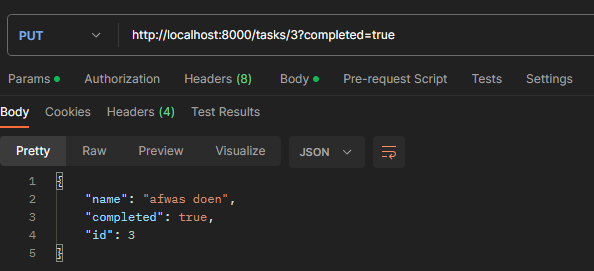 PUT http://localhost:8000/tasks/3?completed=true
Params Authorization Headers (8) Body Pre-request Script Tests Settings
Body Cookies Headers (4) Test Results
Pretty Raw Preview Visualize JSON
1 {
2 "name": "afwas doen",
3 "completed": true,
4 "id": 3
5 }